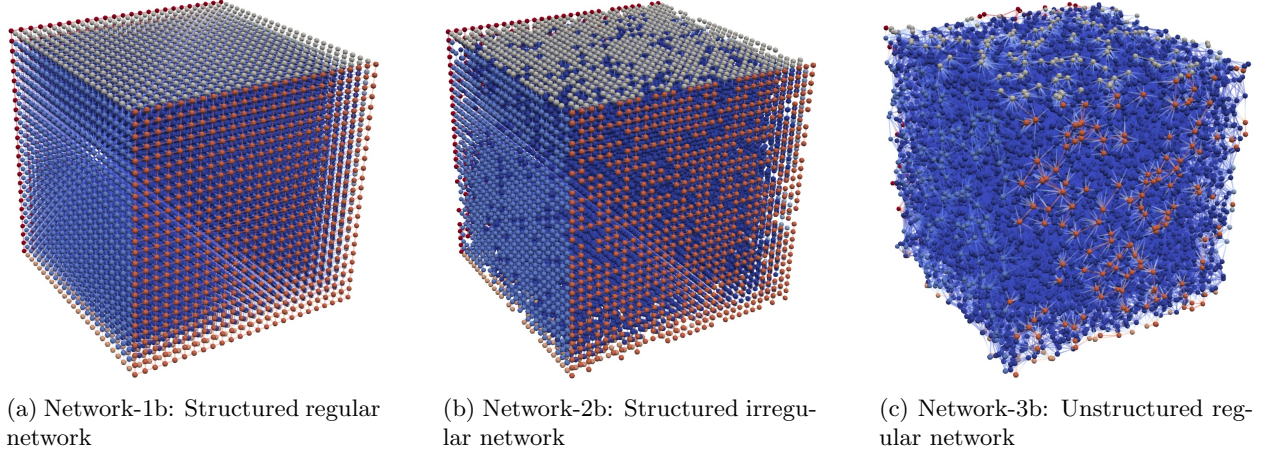 (a) Network-1b: Structured regular
network
(b) Network-2b: Structured irregu-
lar network
(c) Network-3b: Unstructured reg-
ular network